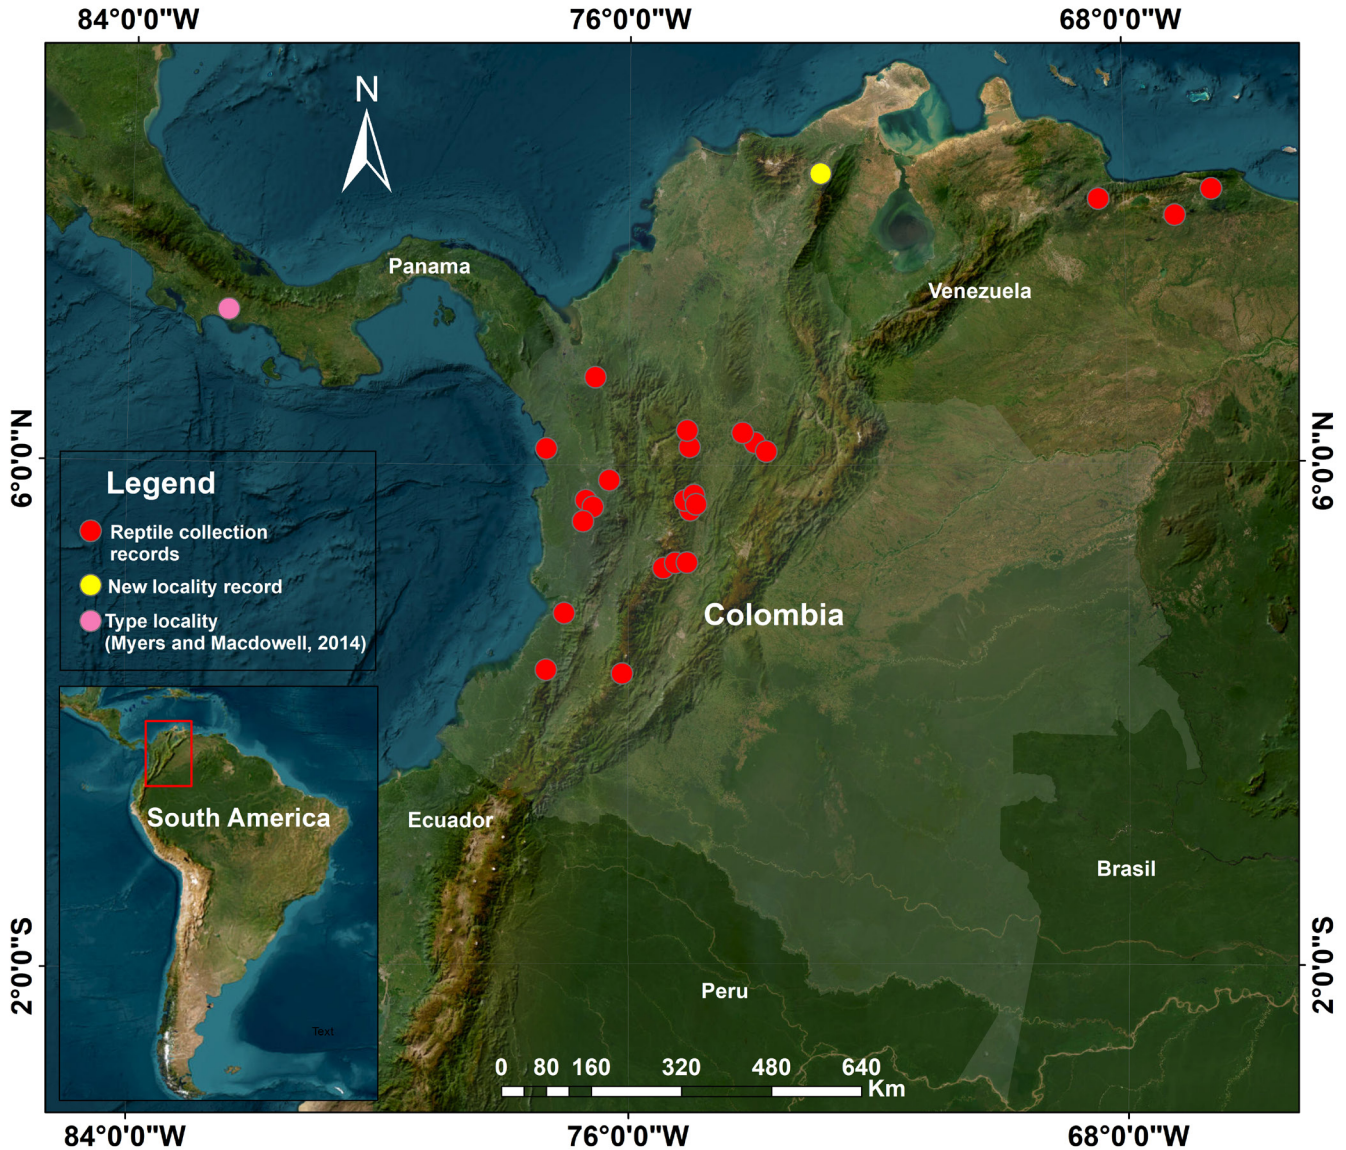 84°0'0"W 76°0'0"W 68°0'0"W
N
Panama
Venezuela
6°0'0"N 6°0'0"N
Legend
Reptile collection
records
New locality record
Type locality
(Myers and Macdowell, 2014)
Colombia
South America
Ecuador
Brasil
2°0'0"S 2°0'0"S
Peru
Text
0 80 160 320 480 640
Km
84°0'0"W 76°0'0"W 68°0'0"W